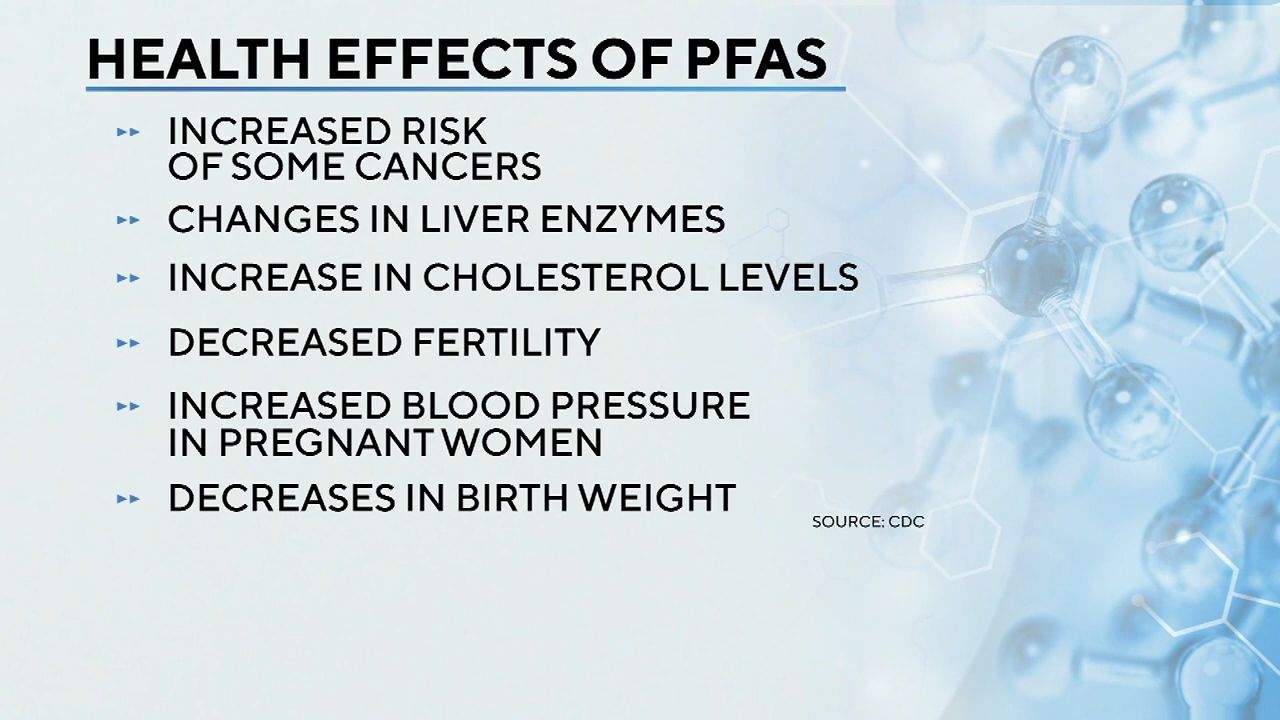 HEALTH EFFECTS OF PFAS
INCREASED RISK
OF SOME CANCERS
CHANGES IN LIVER ENZYMES
INCREASE IN CHOLESTEROL LEVELS
DECREASED FERTILITY
INCREASED BLOOD PRESSURE
IN PREGNANT WOMEN
DECREASES IN BIRTH WEIGHT
SOURCE: CDC